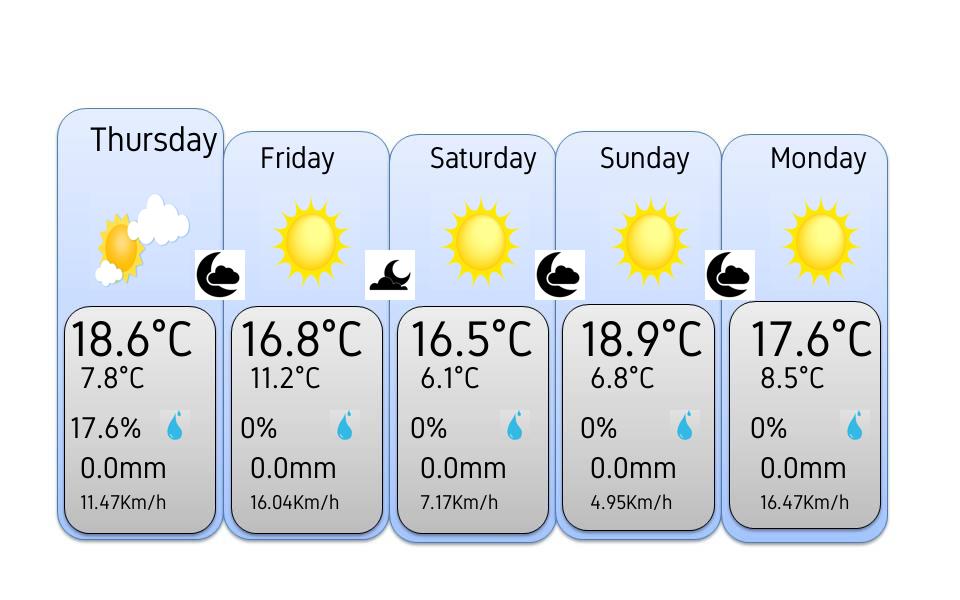 Thursday
18.6°C
7.8°C
17.6%
0.0mm
11.47Km/h
Friday
16.8°C
11.2°C
0%
0.0mm
16.04Km/h
Saturday
16.5°C
6.1°C
0%
0.0mm
7.17Km/h
Sunday
18.9°C
6.8°C
0%
0.0mm
4.95Km/h
Monday
17.6°C
8.5°C
0%
0.0mm
16.47Km/h